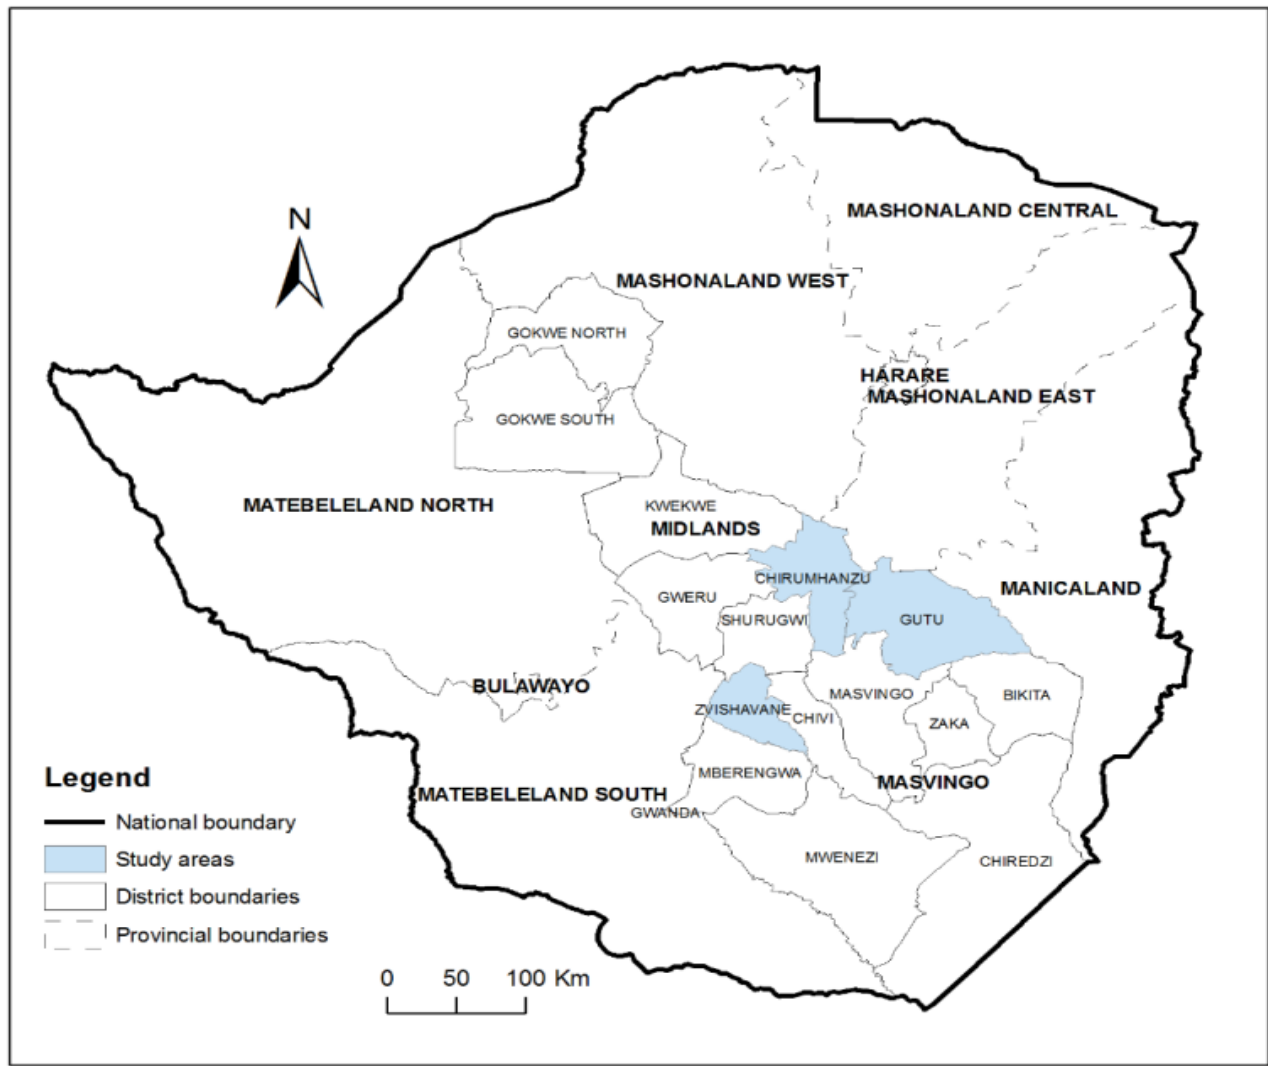 MASHONALAND CENTRAL
N
MASHONALAND WEST
GOKWE NORTH
HARARE
MASHONALAND EAST
GOKWE SOUTH
MATEBELELAND NORTH
KWEKWE
MIDLANDS
CHIRUMHANZU
MANICALAND
GWERU
SHURUGWI
GUTU
BULAWAYO
MASVINGO
BIKITA
ZVISHAVANE
CHIVI
ZAKA
MBERENGWA
MASVINGO
MATEBELELAND SOUTH
GWANDA
MWENEZI
CHIREDZI
Legend
National boundary
Study areas
District boundaries
Provincial boundaries
0 50 100 Km